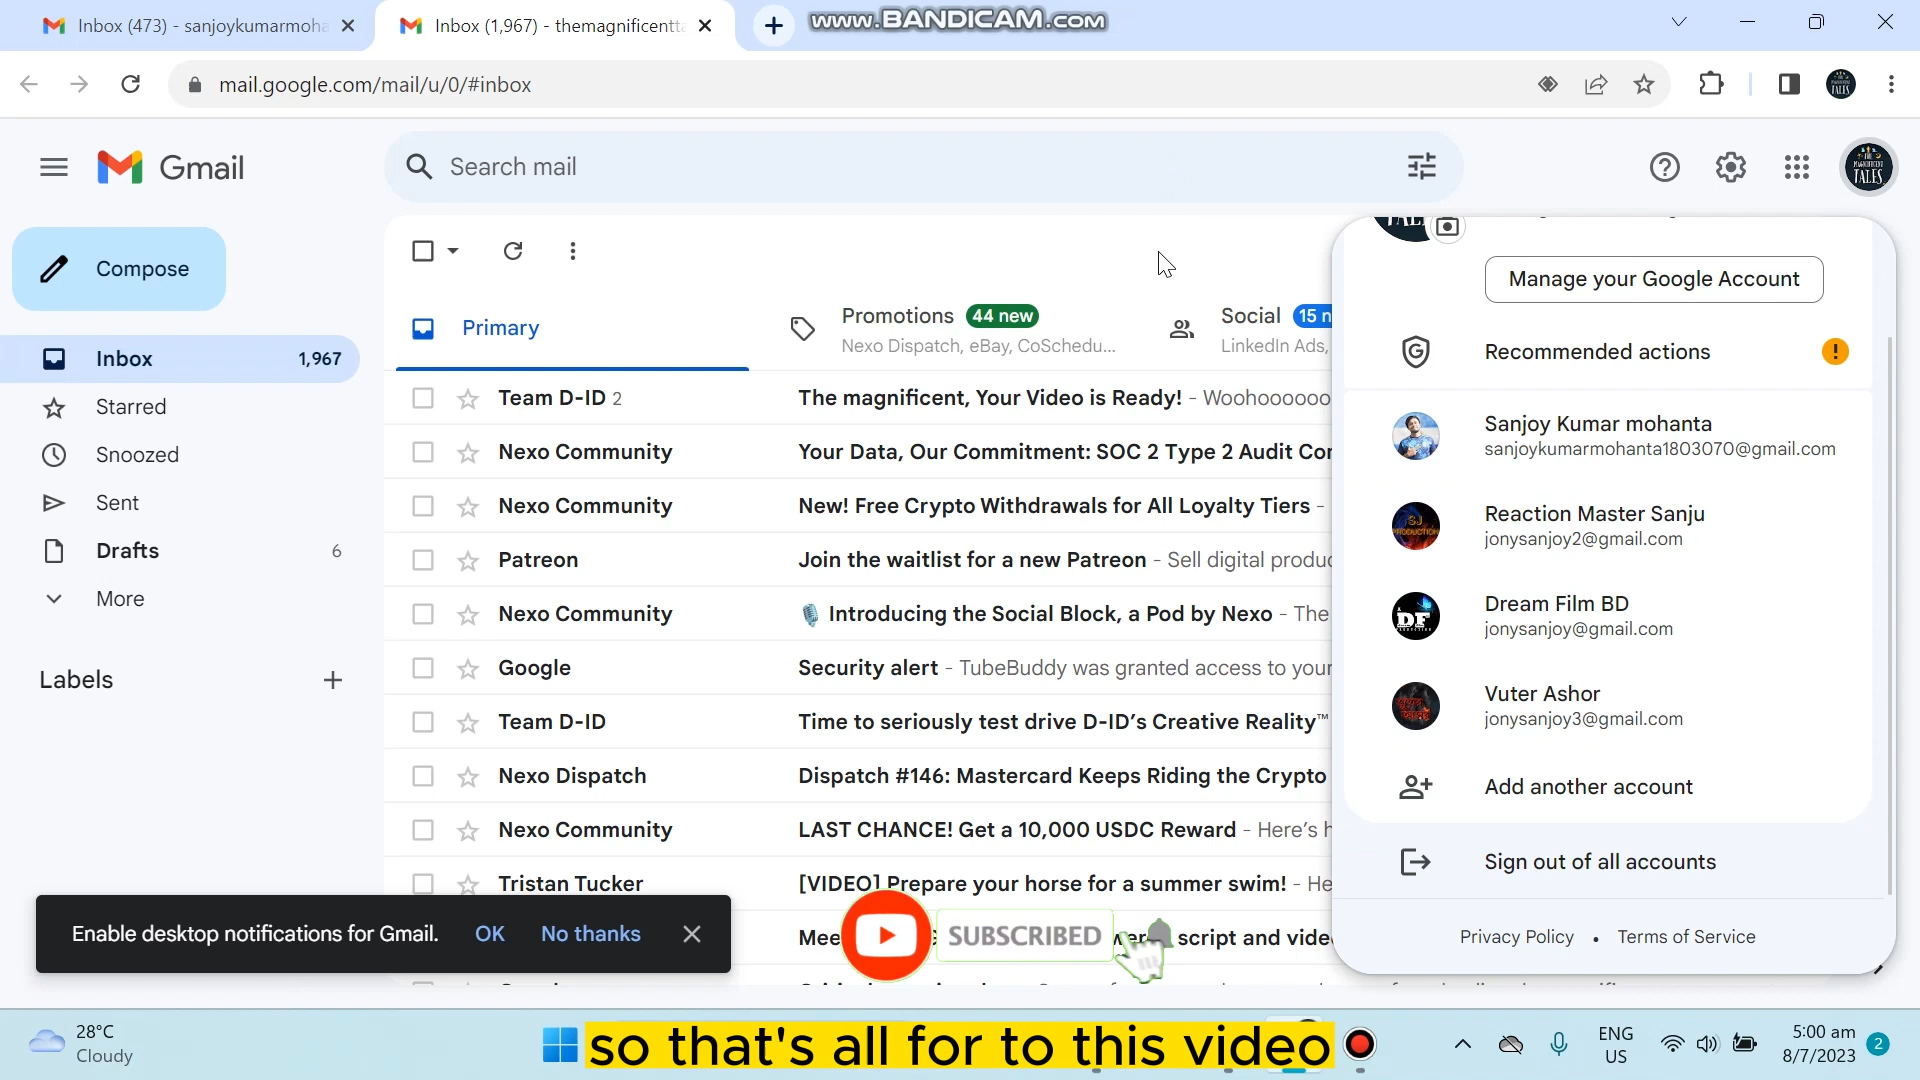 Inbox (473) - sanjoykumarmoha
Inbox (1,967) - themagnificentta
www.BANDICAM.com
mail.google.com/mail/u/0/#inbox
Gmail
Search mail
THE MAGNIFICENT TALES
Compose
Inbox 1,967
Starred
Snoozed
Sent
Drafts 6
More
Labels
Primary
Promotions 44 new
Nexo Dispatch, eBay, CoSchedu...
Social 15 n
LinkedIn Ads,
Team D-ID 2 The magnificent, Your Video is Ready! - Woohoooooo
Nexo Community Your Data, Our Commitment: SOC 2 Type 2 Audit Con
Nexo Community New! Free Crypto Withdrawals for All Loyalty Tiers -
Patreon Join the waitlist for a new Patreon - Sell digital produc
Nexo Community Introducing the Social Block, a Pod by Nexo - The
Google Security alert - TubeBuddy was granted access to your
Team D-ID Time to seriously test drive D-ID's Creative Reality™
Nexo Dispatch Dispatch #146: Mastercard Keeps Riding the Crypto
Nexo Community LAST CHANCE! Get a 10,000 USDC Reward - Here's h
Tristan Tucker [VIDEO] Prepare your horse for a summer swim! - He
Mee script and vide
Manage your Google Account
Recommended actions
Sanjoy Kumar mohanta
sanjoykumarmohanta1803070@gmail.com
SJ PRODUCTION
Reaction Master Sanju
jonysanjoy2@gmail.com
DF
Dream Film BD
jonysanjoy@gmail.com
Vuter Ashor
jonysanjoy3@gmail.com
Add another account
Sign out of all accounts
Privacy Policy • Terms of Service
Enable desktop notifications for Gmail. OK No thanks
SUBSCRIBED
28°C
Cloudy
so that's all for to this video
ENG
US
5:00 am
8/7/2023
2